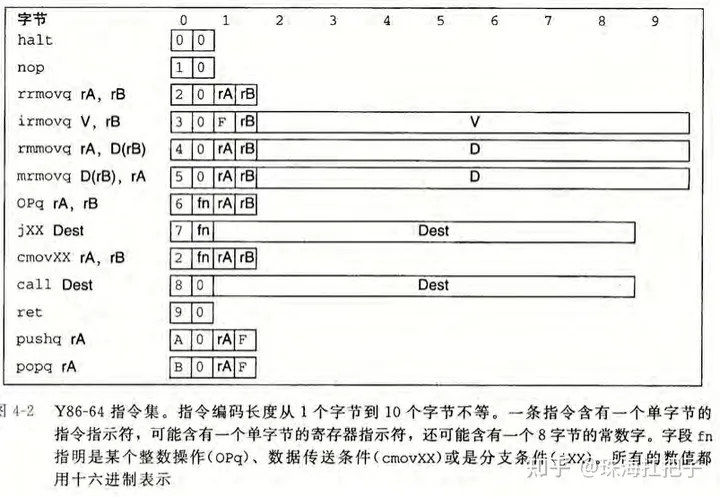 字节 0 1 2 3 4 5 6 7 8 9
halt 0 0
nop 1 0
rrmovq rA, rB 2 0 rA rB
irmovq V, rB 3 0 F rB V
rmmovq rA, D(rB) 4 0 rA rB D
mrmovq D(rB), rA 5 0 rA rB D
OPq rA, rB 6 fn rA rB
jXX Dest 7 fn Dest
cmovXX rA, rB 2 fn rA rB
call Dest 8 0 Dest
ret 9 0
pushq rA A 0 rA F
popq rA B 0 rA F
图 4-2 Y86-64 指令集。指令编码长度从 1 个字节到 10 个字节不等。一条指令含有一个单字节的
指令指示符，可能含有一个单字节的寄存器指示符，还可能含有一个 8 字节的常数字。字段 fn
指明是某个整数操作(OPq)、数据传送条件(cmovXX)或是分支条件(jXX)。所有的数值都
用十六进制表示
知乎 @珠海扛把子